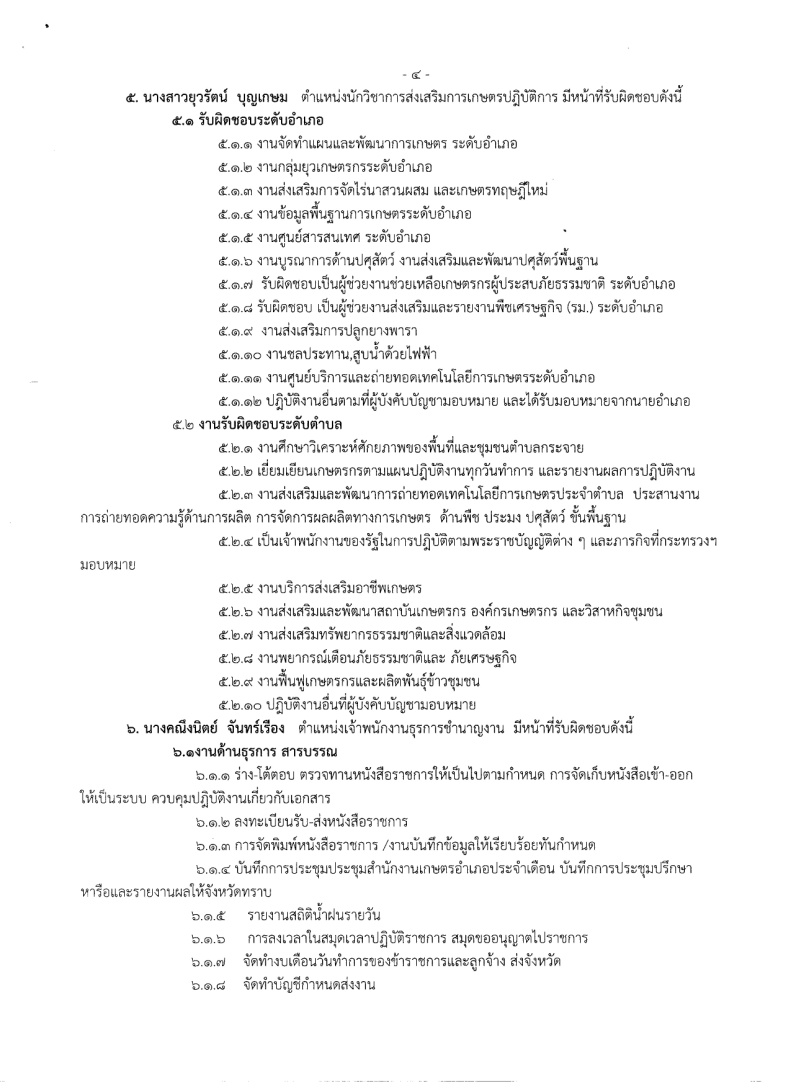 - ๔ -
๕. นางสาวยุวรัตน์ บุญเกษม ตำแหน่งนักวิชาการส่งเสริมการเกษตรปฏิบัติการ มีหน้าที่รับผิดชอบดังนี้
๕.๑ รับผิดชอบระดับอำเภอ
๕.๑.๑ งานจัดทำแผนและพัฒนาการเกษตร ระดับอำเภอ
๕.๑.๒ งานกลุ่มยุวเกษตรกรระดับอำเภอ
๕.๑.๓ งานส่งเสริมการจัดไร่นาสวนผสม และเกษตรทฤษฎีใหม่
๕.๑.๔ งานข้อมูลพื้นฐานการเกษตรระดับอำเภอ
๕.๑.๕ งานศูนย์สารสนเทศ ระดับอำเภอ
๕.๑.๖ งานบูรณาการด้านปศุสัตว์ งานส่งเสริมและพัฒนาปศุสัตว์พื้นฐาน
๕.๑.๗ รับผิดชอบเป็นผู้ช่วยงานช่วยเหลือเกษตรกรผู้ประสบภัยธรรมชาติ ระดับอำเภอ
๕.๑.๘ รับผิดชอบ เป็นผู้ช่วยงานส่งเสริมและรายงานพืชเศรษฐกิจ (รม.) ระดับอำเภอ
๕.๑.๙ งานส่งเสริมการปลูกยางพารา
๕.๑.๑๐ งานชลประทาน,สูบน้ำด้วยไฟฟ้า
๕.๑.๑๑ งานศูนย์บริการและถ่ายทอดเทคโนโลยีการเกษตรระดับอำเภอ
๕.๑.๑๒ ปฏิบัติงานอื่นตามที่ผู้บังคับบัญชามอบหมาย และได้รับมอบหมายจากนายอำเภอ
๕.๒ งานรับผิดชอบระดับตำบล
๕.๒.๑ งานศึกษาวิเคราะห์ศักยภาพของพื้นที่และชุมชนตำบลกระจาย
๕.๒.๒ เยี่ยมเยียนเกษตรกรตามแผนปฏิบัติงานทุกวันทำการ และรายงานผลการปฏิบัติงาน
๕.๒.๓ งานส่งเสริมและพัฒนาการถ่ายทอดเทคโนโลยีการเกษตรประจำตำบล ประสานงาน
การถ่ายทอดความรู้ด้านการผลิต การจัดการผลผลิตทางการเกษตร ด้านพืช ประมง ปศุสัตว์ ขั้นพื้นฐาน
๕.๒.๔ เป็นเจ้าพนักงานของรัฐในการปฏิบัติตามพระราชบัญญัติต่าง ๆ และภารกิจที่กระทรวงฯ
มอบหมาย
๕.๒.๕ งานบริการส่งเสริมอาชีพเกษตร
๕.๒.๖ งานส่งเสริมและพัฒนาสถาบันเกษตรกร องค์กรเกษตรกร และวิสาหกิจชุมชน
๕.๒.๗ งานส่งเสริมทรัพยากรธรรมชาติและสิ่งแวดล้อม
๕.๒.๘ งานพยากรณ์เตือนภัยธรรมชาติและ ภัยเศรษฐกิจ
๕.๒.๙ งานฟื้นฟูเกษตรกรและผลิตพันธุ์ข้าวชุมชน
๕.๒.๑๐ ปฏิบัติงานอื่นที่ผู้บังคับบัญชามอบหมาย
๖. นางคณึงนิตย์ จันทร์เรือง ตำแหน่งเจ้าพนักงานธุรการชำนาญงาน มีหน้าที่รับผิดชอบดังนี้
๖.๑งานด้านธุรการ สารบรรณ
๖.๑.๑ ร่าง-โต้ตอบ ตรวจทานหนังสือราชการให้เป็นไปตามกำหนด การจัดเก็บหนังสือเข้า-ออก
ให้เป็นระบบ ควบคุมปฏิบัติงานเกี่ยวกับเอกสาร
๖.๑.๒ ลงทะเบียนรับ-ส่งหนังสือราชการ
๖.๑.๓ การจัดพิมพ์หนังสือราชการ /งานบันทึกข้อมูลให้เรียบร้อยทันกำหนด
๖.๑.๔ บันทึกการประชุมประชุมสำนักงานเกษตรอำเภอประจำเดือน บันทึกการประชุมปรึกษา
หารือและรายงานผลให้จังหวัดทราบ
๖.๑.๕ รายงานสถิติน้ำฝนรายวัน
๖.๑.๖ การลงเวลาในสมุดเวลาปฏิบัติราชการ สมุดขออนุญาตไปราชการ
๖.๑.๗ จัดทำงบเดือนวันทำการของข้าราชการและลูกจ้าง ส่งจังหวัด
๖.๑.๘ จัดทำบัญชีกำหนดส่งงาน